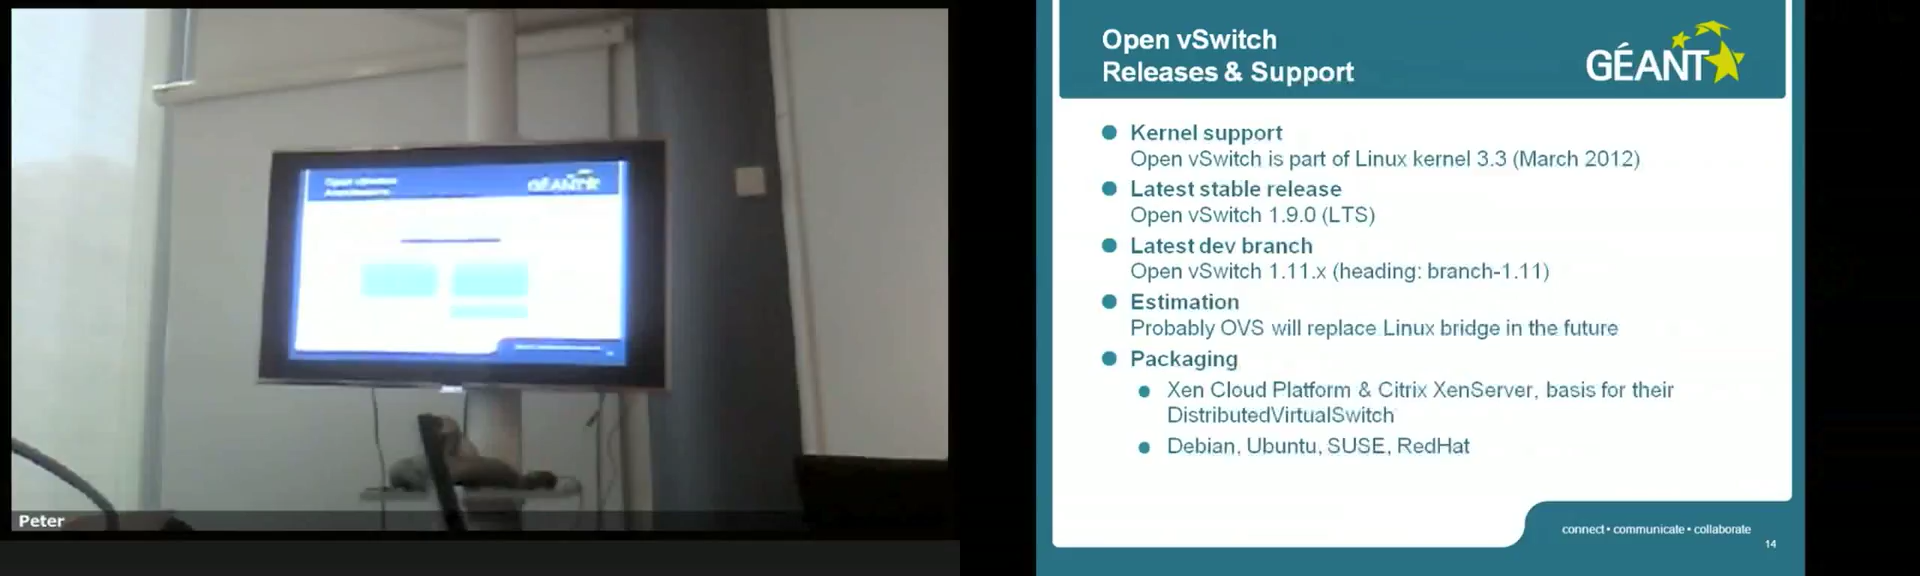 GÉANT
Peter
Open vSwitch
Releases & Support
GÉANT
Kernel support
Open vSwitch is part of Linux kernel 3.3 (March 2012)
Latest stable release
Open vSwitch 1.9.0 (LTS)
Latest dev branch
Open vSwitch 1.11.x (heading: branch-1.11)
Estimation
Probably OVS will replace Linux bridge in the future
Packaging
Xen Cloud Platform & Citrix XenServer, basis for their
DistributedVirtualSwitch
Debian, Ubuntu, SUSE, RedHat
connect • communicate • collaborate
14